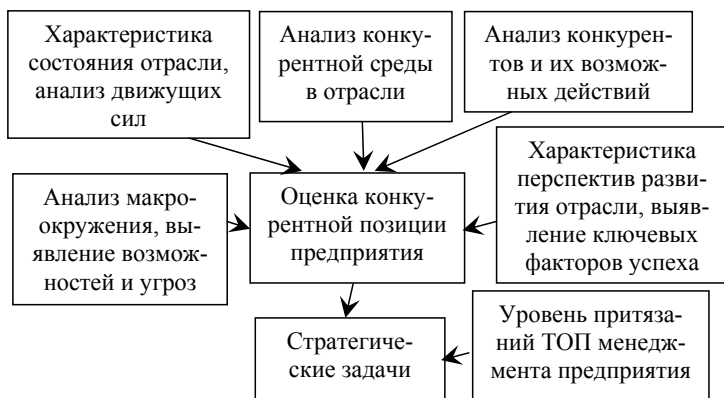 Характеристика
состояния отрасли,
анализ движущих
сил
Анализ конку-
рентной среды
в отрасли
Анализ конкурен-
тов и их возмож-
ных действий
Анализ макро-
окружения, вы-
явление возмож-
ностей и угроз
Оценка конку-
рентной позиции
предприятия
Характеристика
перспектив разви-
тия отрасли, выяв-
ление ключевых
факторов успеха
Стратегиче-
ские задачи
Уровень притяза-
ний ТОП менедж-
мента предприятия